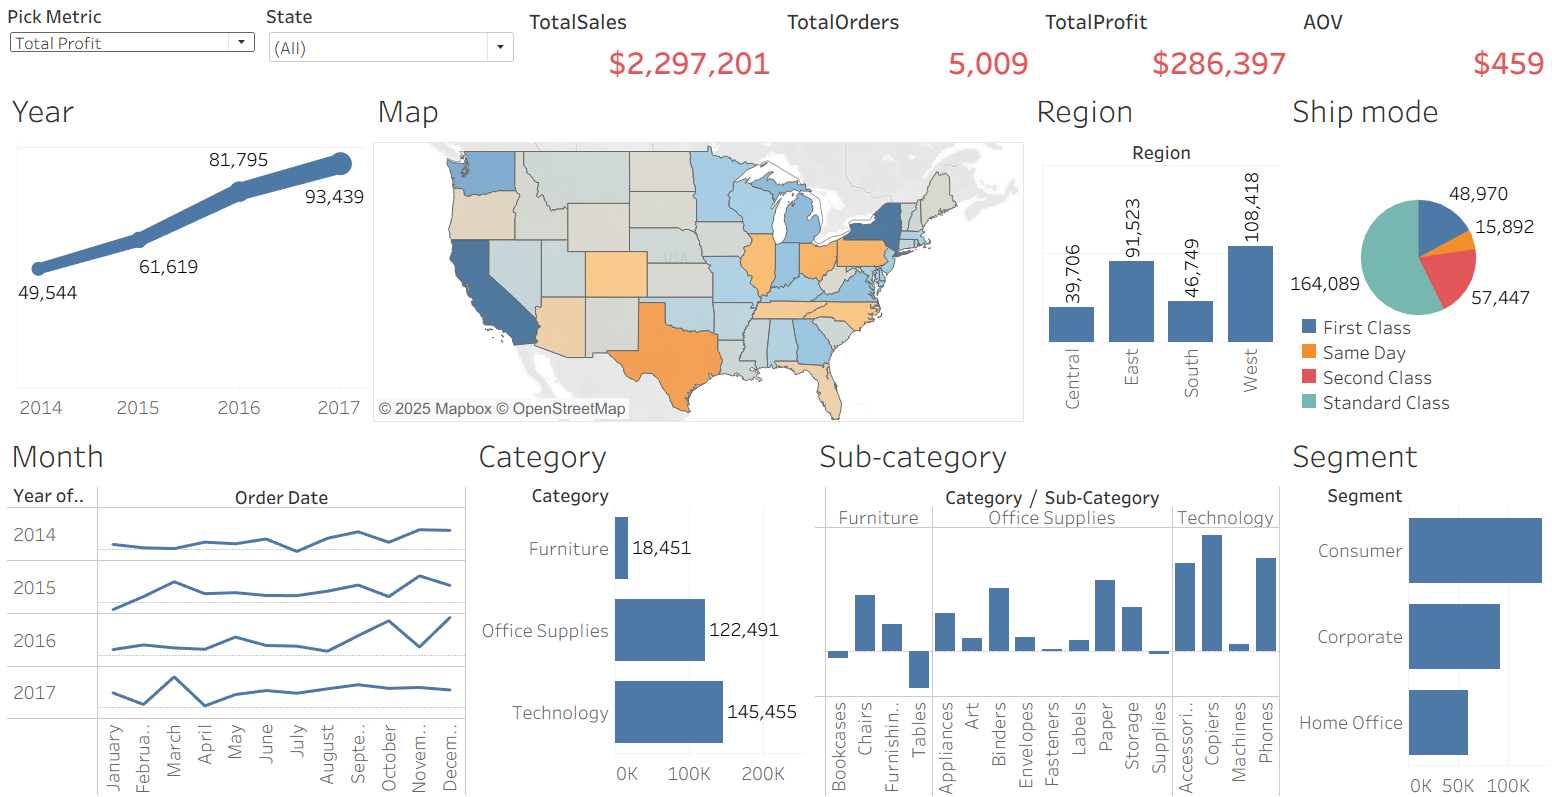 Pick Metric
Total Profit
State
(All)
TotalSales
$2,297,201
TotalOrders
5,009
TotalProfit
$286,397
AOV
$459
Year
81,795
93,439
61,619
49,544
2014 2015 2016 2017
Map
USA
© 2025 Mapbox © OpenStreetMap
Region
Region
39,706
91,523
46,749
108,418
Central
East
South
West
Ship mode
48,970
15,892
164,089
57,447
First Class
Same Day
Second Class
Standard Class
Month
Year of..
Order Date
2014
2015
2016
2017
January
Februa..
March
April
May
June
July
August
Septe..
October
Novem..
Decem..
Category
Category
Furniture
18,451
Office Supplies
122,491
Technology
145,455
0K 100K 200K
Sub-category
Category / Sub-Category
Furniture
Office Supplies
Technology
Bookcases
Chairs
Furnishin..
Tables
Appliances
Art
Binders
Envelopes
Fasteners
Labels
Paper
Storage
Supplies
Accessori..
Copiers
Machines
Phones
Segment
Segment
Consumer
Corporate
Home Office
0K 50K 100K